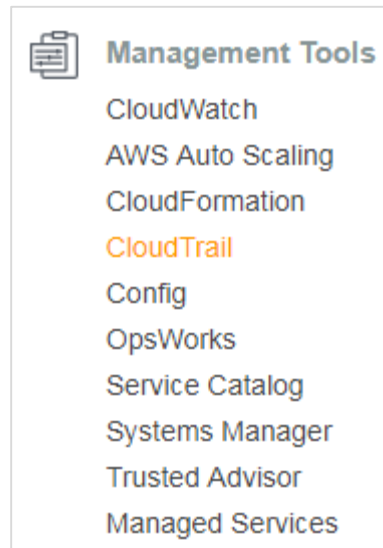 Management Tools
CloudWatch
AWS Auto Scaling
CloudFormation
CloudTrail
Config
OpsWorks
Service Catalog
Systems Manager
Trusted Advisor
Managed Services